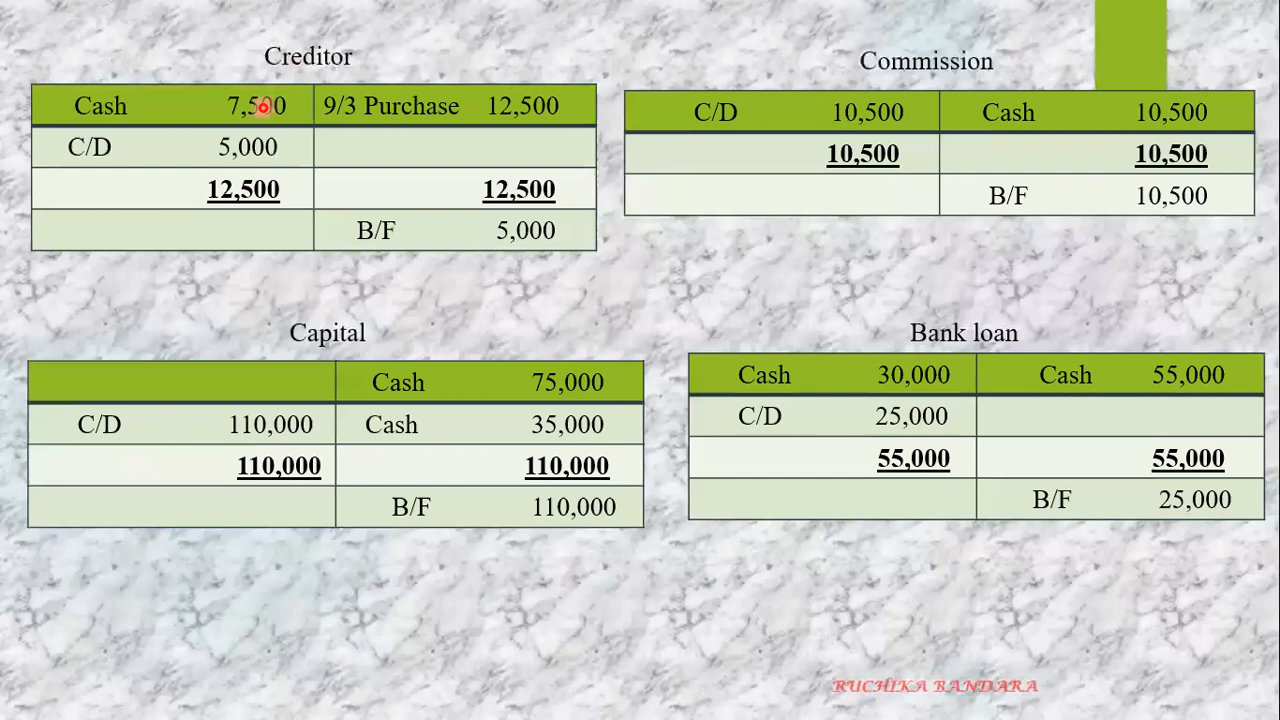 Creditor
Cash 7,500 9/3 Purchase 12,500
C/D 5,000
12,500 12,500
B/F 5,000
Commission
C/D 10,500 Cash 10,500
10,500 10,500
B/F 10,500
Capital
Cash 75,000
C/D 110,000 Cash 35,000
110,000 110,000
B/F 110,000
Bank loan
Cash 30,000 Cash 55,000
C/D 25,000
55,000 55,000
B/F 25,000
RUCHIKA BANDARA